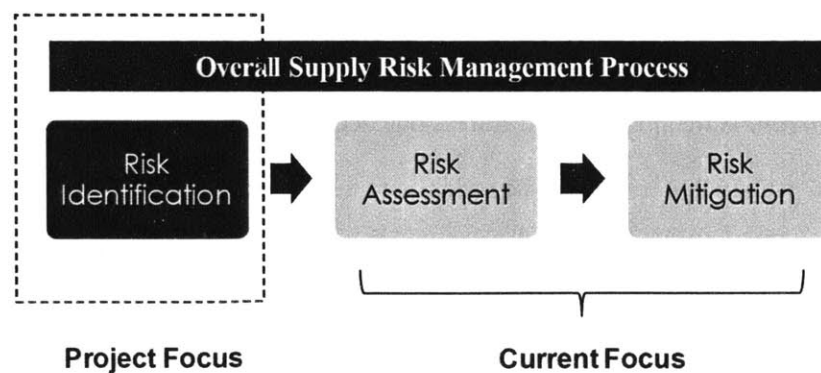 Overall Supply Risk Management Process
Risk
Identification
Risk
Assessment
Risk
Mitigation
Project Focus
Current Focus